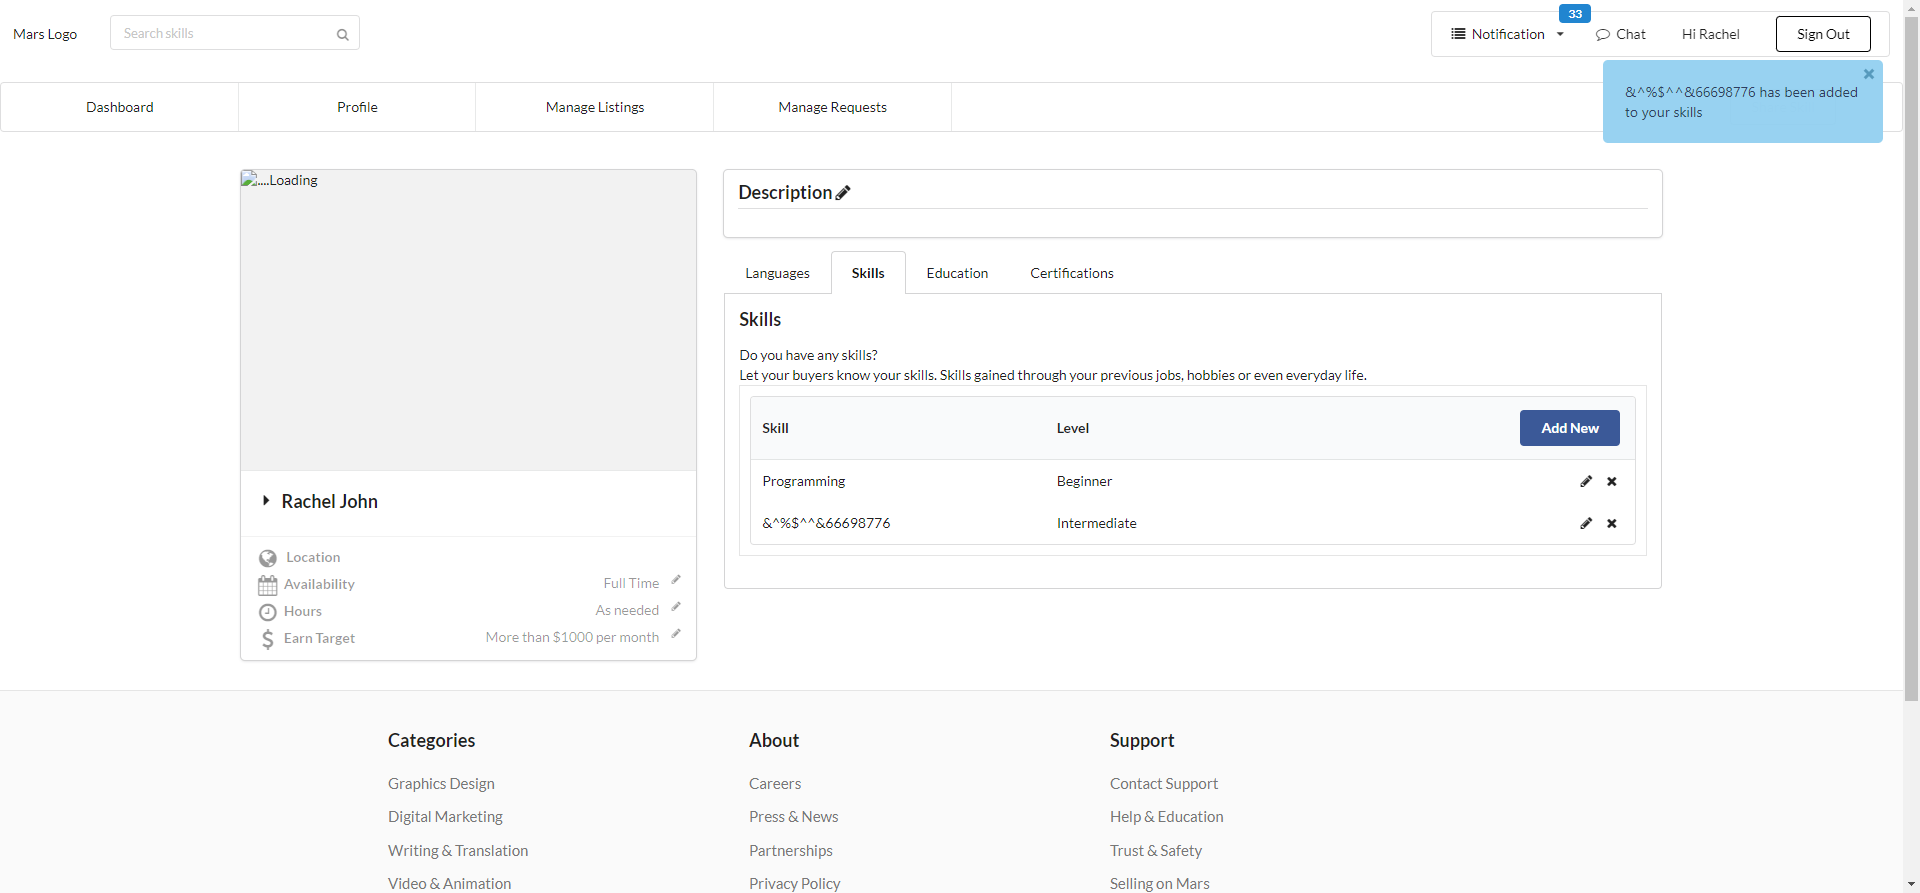 Mars Logo
Search skills
33
Notification
Chat
Hi Rachel
Sign Out
Dashboard
Profile
Manage Listings
Manage Requests
&^%$^^&66698776 has been added
to your skills
....Loading
Rachel John
Location
Availability
Full Time
Hours
As needed
Earn Target
More than $1000 per month
Description
Languages
Skills
Education
Certifications
Skills
Do you have any skills?
Let your buyers know your skills. Skills gained through your previous jobs, hobbies or even everyday life.
Skill
Level
Add New
Programming
Beginner
&^%$^^&66698776
Intermediate
Categories
Graphics Design
Digital Marketing
Writing & Translation
Video & Animation
About
Careers
Press & News
Partnerships
Privacy Policy
Support
Contact Support
Help & Education
Trust & Safety
Selling on Mars